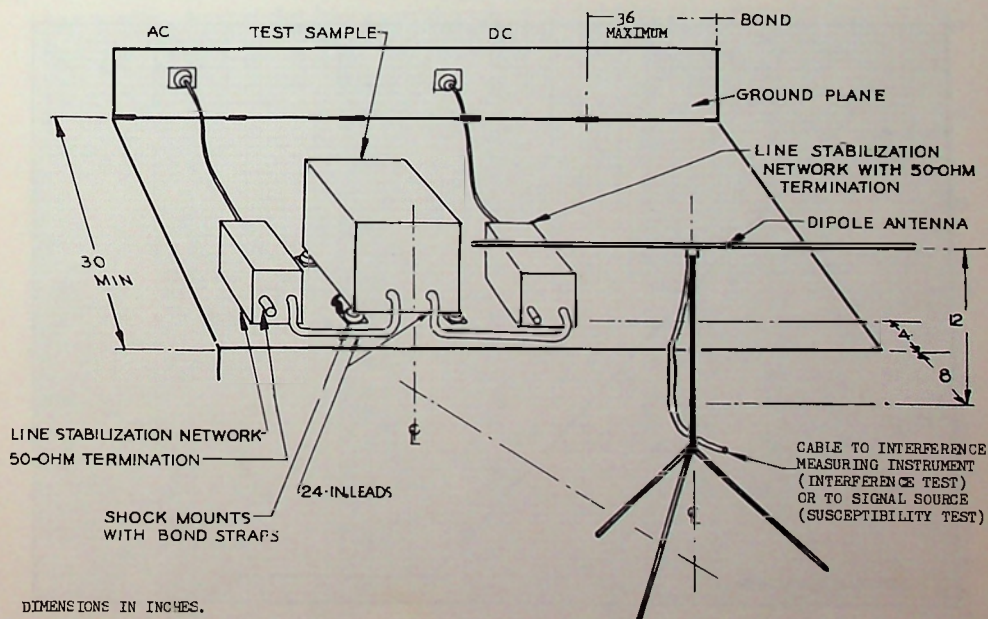 AC
TEST SAMPLE
DC
36
MAXIMUM
BOND
GROUND PLANE
LINE STABILIZATION
NETWORK WITH 50-OHM
TERMINATION
DIPOLE ANTENNA
30
MIN
12
4
8
LINE STABILIZATION NETWORK
50-OHM TERMINATION
24-IN.LEADS
SHOCK MOUNTS
WITH BOND STRAPS
℄
℄
CABLE TO INTERFERENCE
MEASURING INSTRUMENT
(INTERFERENCE TEST)
OR TO SIGNAL SOURCE
(SUSCEPTIBILITY TEST)
DIMENSIONS IN INCHES.